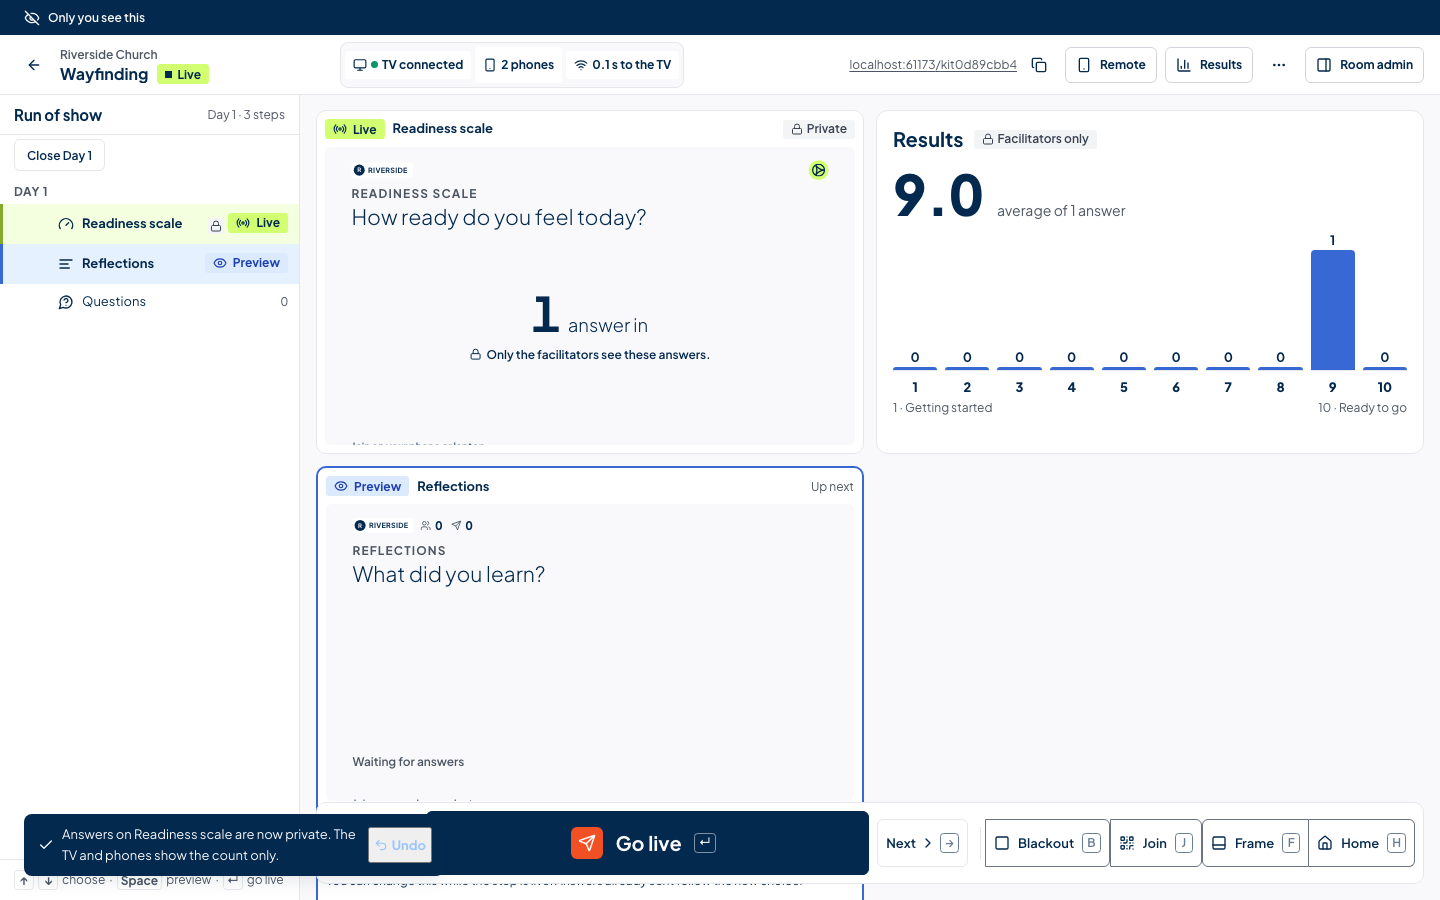 Only you see this
Riverside Church
Wayfinding
Live
TV connected
2 phones
0.1 s to the TV
localhost:61173/kit0d89cbb4
Remote
Results
Room admin
Run of show
Day 1 · 3 steps
Close Day 1
DAY 1
Readiness scale
Live
Reflections
Preview
Questions
0
Live
Readiness scale
Private
R RIVERSIDE
READINESS SCALE
How ready do you feel today?
1 answer in
Only the facilitators see these answers.
Results
Facilitators only
9.0 average of 1 answer
1
0 0 0 0 0 0 0 0 0
1 2 3 4 5 6 7 8 9 10
1 · Getting started
10 · Ready to go
Preview
Reflections
Up next
R RIVERSIDE
0
0
REFLECTIONS
What did you learn?
Waiting for answers
Answers on Readiness scale are now private. The
TV and phones show the count only.
Undo
Go live
Next
Blackout B
Join J
Frame F
Home H
choose · Space preview · go live